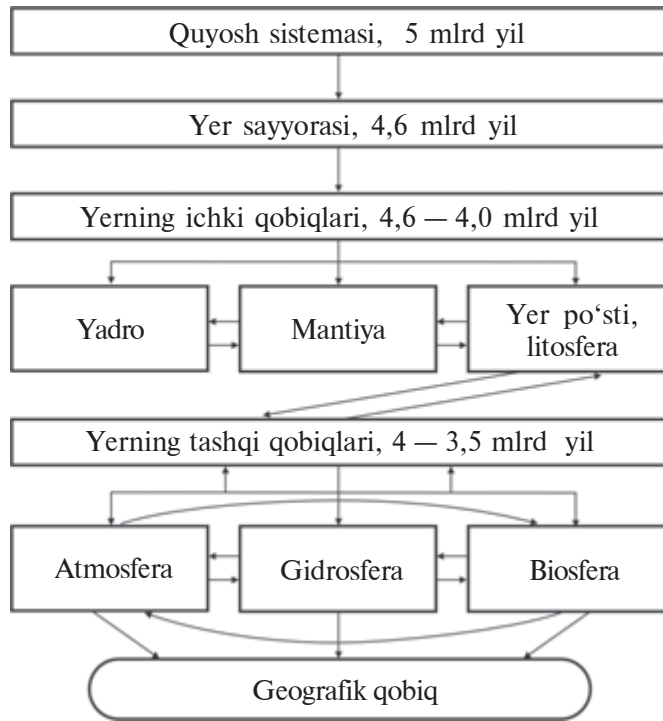 Quyosh sistemasi, 5 mlrd yil
Yer sayyorasi, 4,6 mlrd yil
Yerning ichki qobiqlari, 4,6 — 4,0 mlrd yil
Yadro
Mantiya
Yer po‘sti,
litosfera
Yerning tashqi qobiqlari, 4 — 3,5 mlrd yil
Atmosfera
Gidrosfera
Biosfera
Geografik qobiq